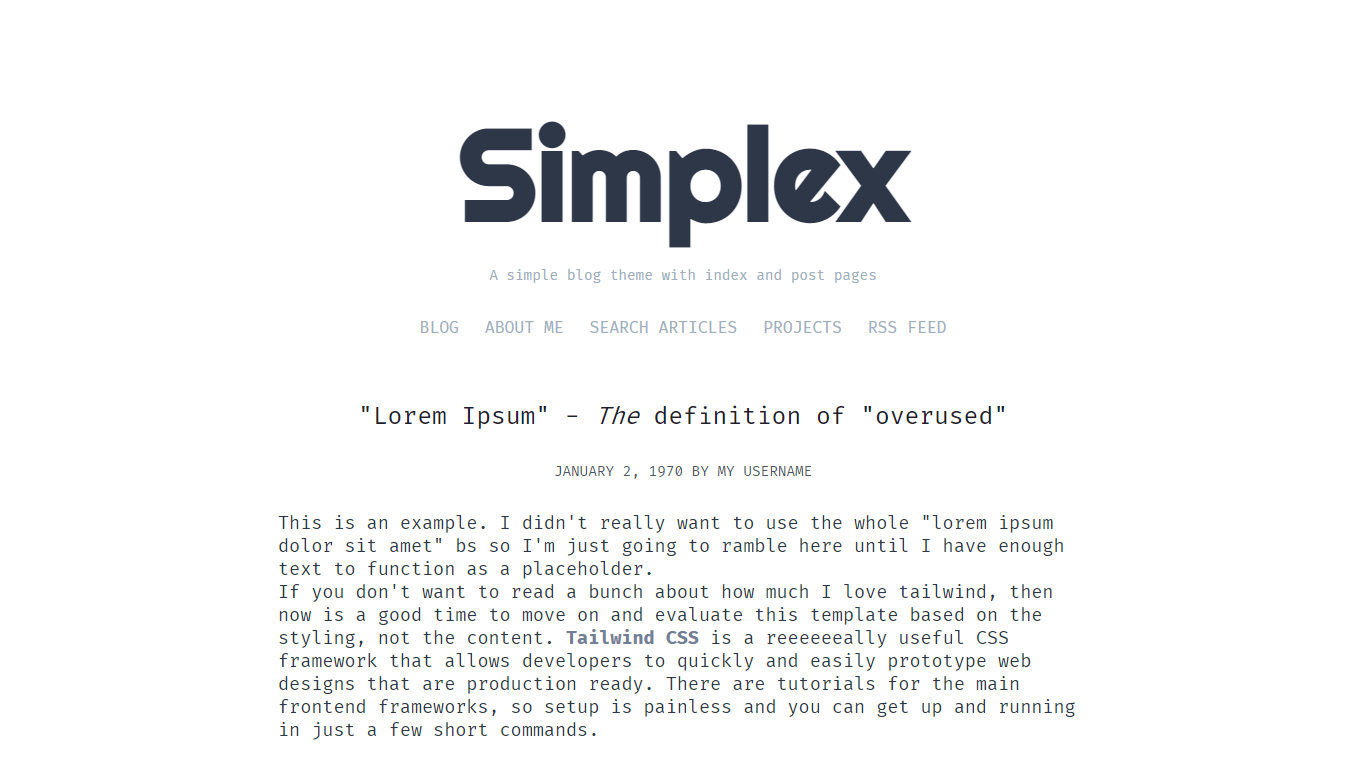 Simplex
A simple blog theme with index and post pages
BLOG ABOUT ME SEARCH ARTICLES PROJECTS RSS FEED
"Lorem Ipsum" - The definition of "overused"
JANUARY 2, 1970 BY MY USERNAME
This is an example. I didn't really want to use the whole "lorem ipsum
dolor sit amet" bs so I'm just going to ramble here until I have enough
text to function as a placeholder.
If you don't want to read a bunch about how much I love tailwind, then
now is a good time to move on and evaluate this template based on the
styling, not the content. Tailwind CSS is a reeeeeeally useful CSS
framework that allows developers to quickly and easily prototype web
designs that are production ready. There are tutorials for the main
frontend frameworks, so setup is painless and you can get up and running
in just a few short commands.